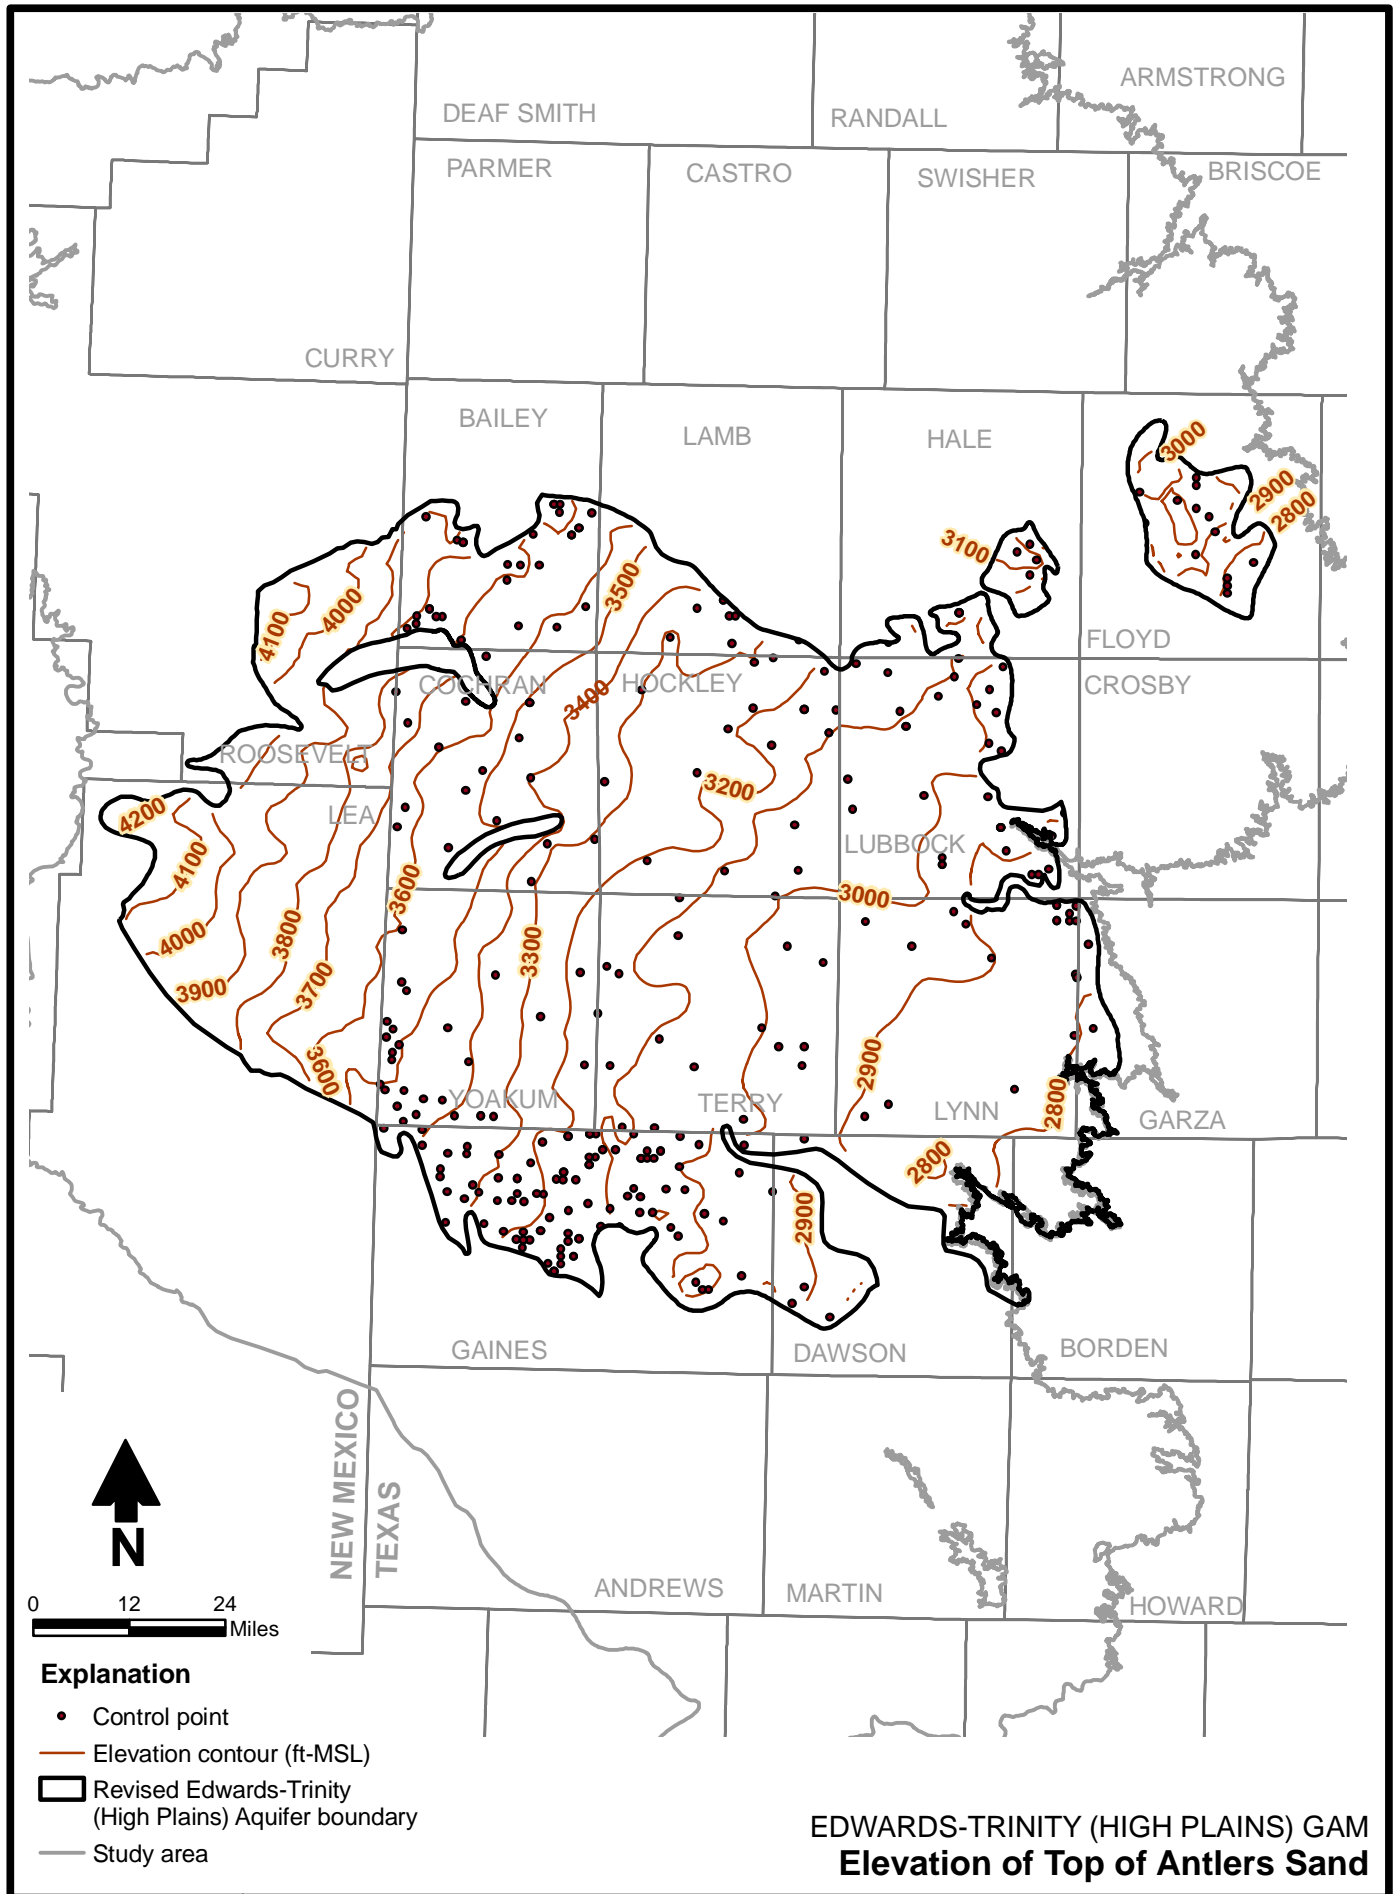 ARMSTRONG
DEAF SMITH
RANDALL
PARMER
CASTRO
SWISHER
BRISCOE
CURRY
BAILEY
LAMB
HALE
3000
2900
2800
3100
3500
4000
4100
FLOYD
COCHRAN
HOCKLEY
CROSBY
3400
ROOSEVELT
3200
4200
LEA
LUBBOCK
4100
3600
3000
3800
4000
3300
3700
3900
3600
2900
YOAKUM
TERRY
LYNN
2800
GARZA
2800
2900
GAINES
DAWSON
BORDEN
NEW MEXICO
TEXAS
N
ANDREWS
MARTIN
HOWARD
0 12 24
Miles
Explanation
Control point
Elevation contour (ft-MSL)
Revised Edwards-Trinity
(High Plains) Aquifer boundary
Study area
EDWARDS-TRINITY (HIGH PLAINS) GAM
Elevation of Top of Antlers Sand